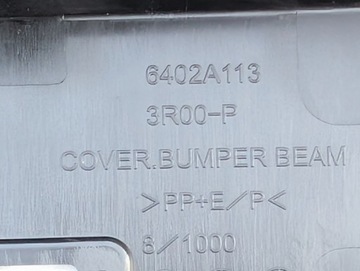 6402A113
3R00-P
COVER.BUMPER BEAM
>PP+E/P<
8/1000